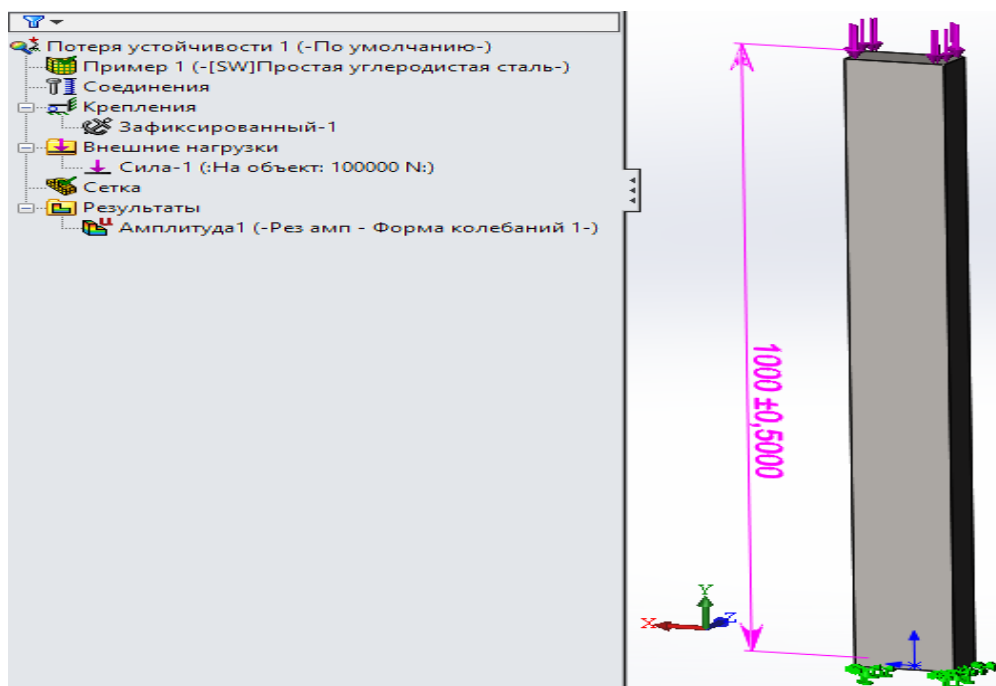 Потеря устойчивости 1 (-По умолчанию-)
Пример 1 (-[SW]Простая углеродистая сталь-)
Соединения
Крепления
Зафиксированный-1
Внешние нагрузки
Сила-1 (:На объект: 100000 N:)
Сетка
Результаты
Амплитуда1 (-Рез амп - Форма колебаний 1-)
1000 ±0,5000
Y
X
Z